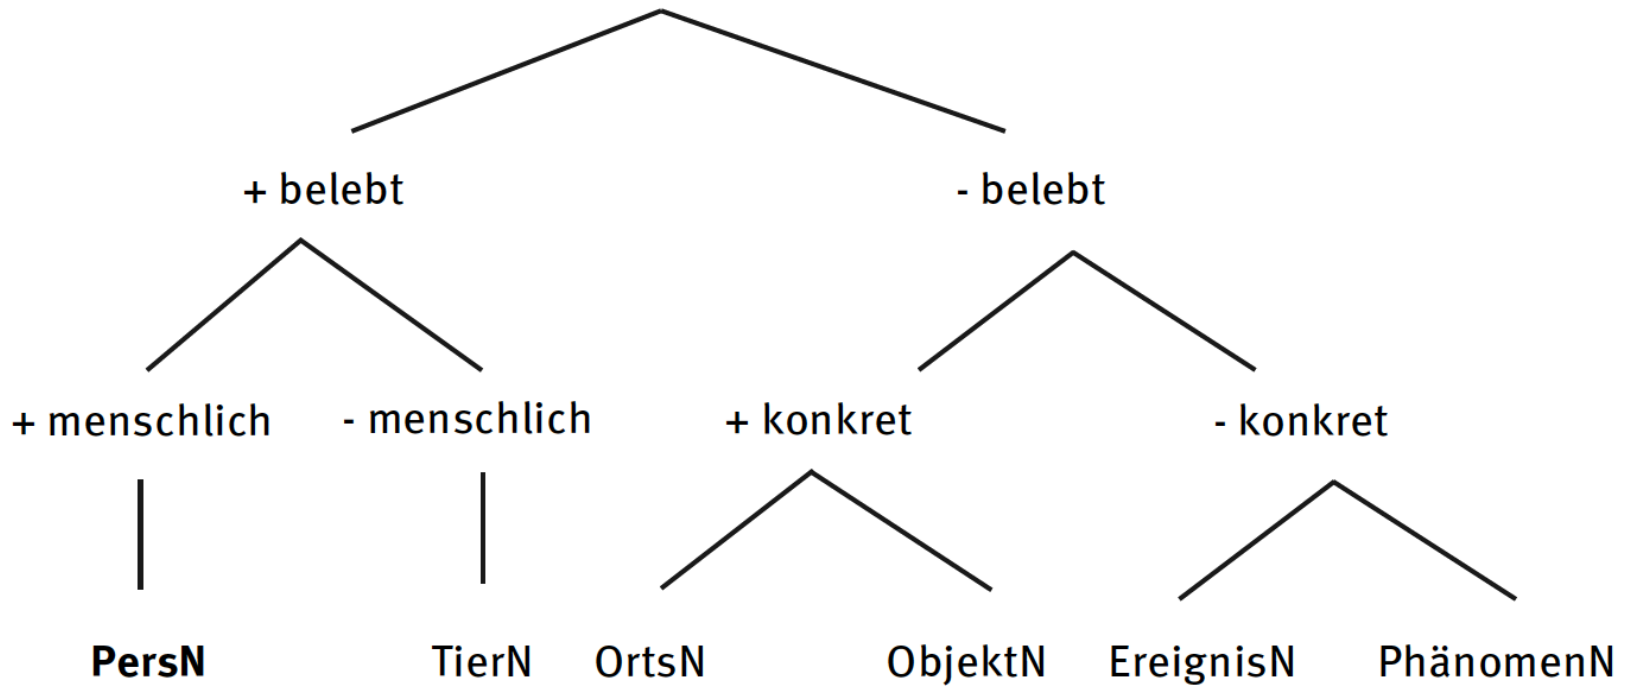 + belebt - belebt
+ menschlich - menschlich + konkret - konkret
PersN TierN OrtsN ObjektN EreignisN PhänomenN